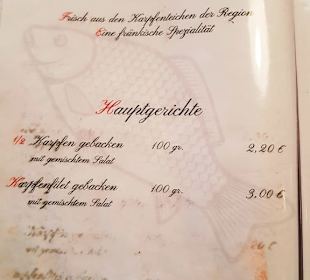 Frisch aus den Karpfenteichen der Region
Eine fränkische Spezialität
Hauptgerichte
1/2 Karpfen gebacken 100 gr. 2,20 €
mit gemischtem Salat
Karpfenfilet gebacken 100 gr. 3,00 €
mit gemischtem Salat